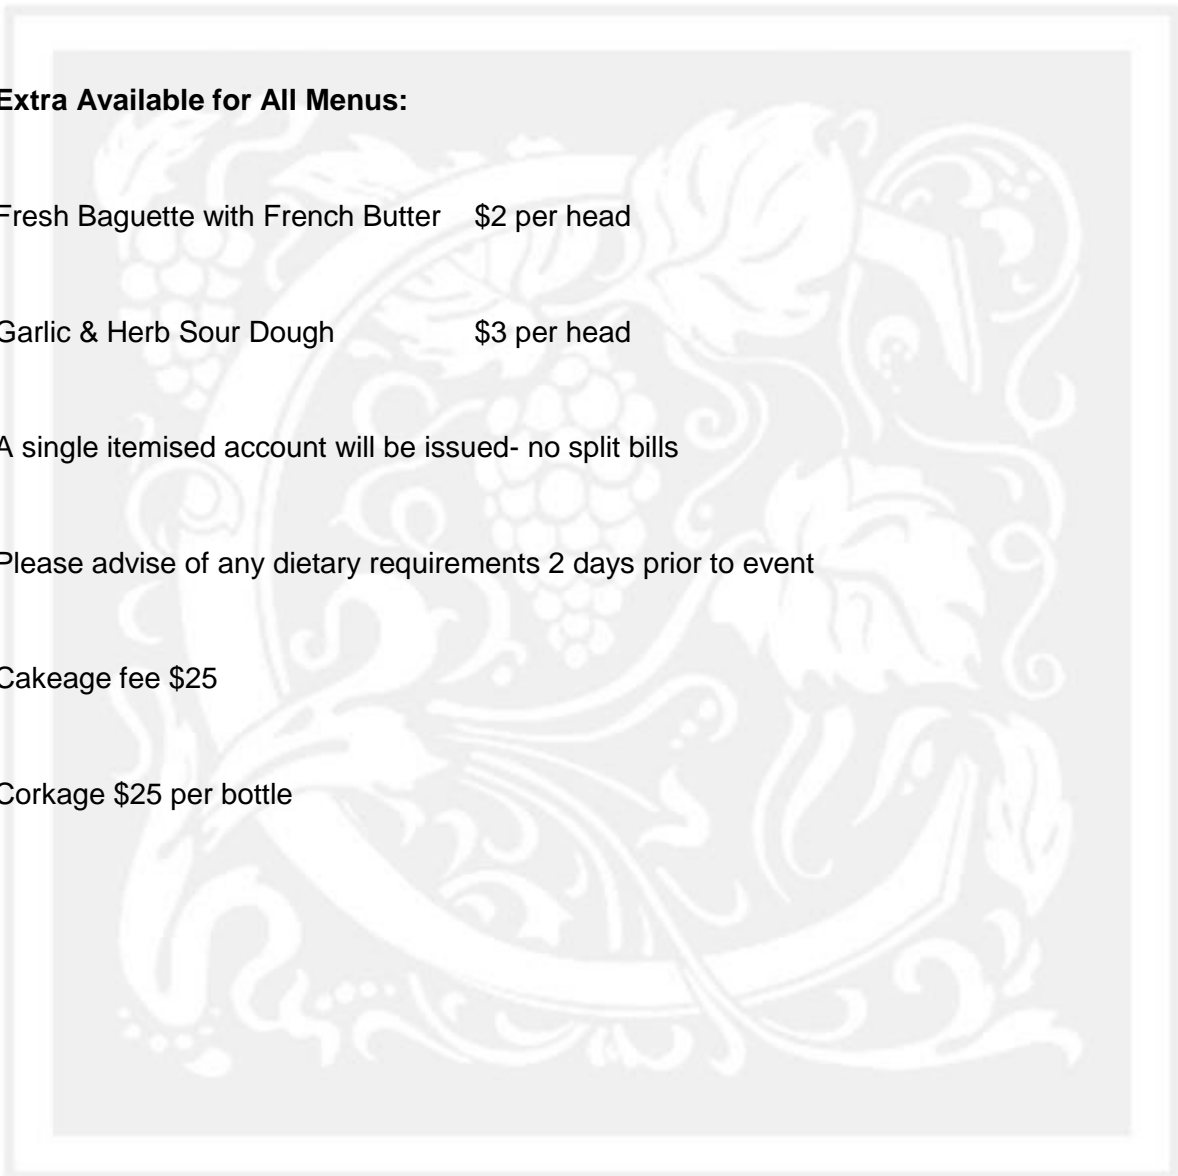 Extra Available for All Menus:
Fresh Baguette with French Butter $2 per head
Garlic & Herb Sour Dough $3 per head
A single itemised account will be issued- no split bills
Please advise of any dietary requirements 2 days prior to event
Cakeage fee $25
Corkage $25 per bottle